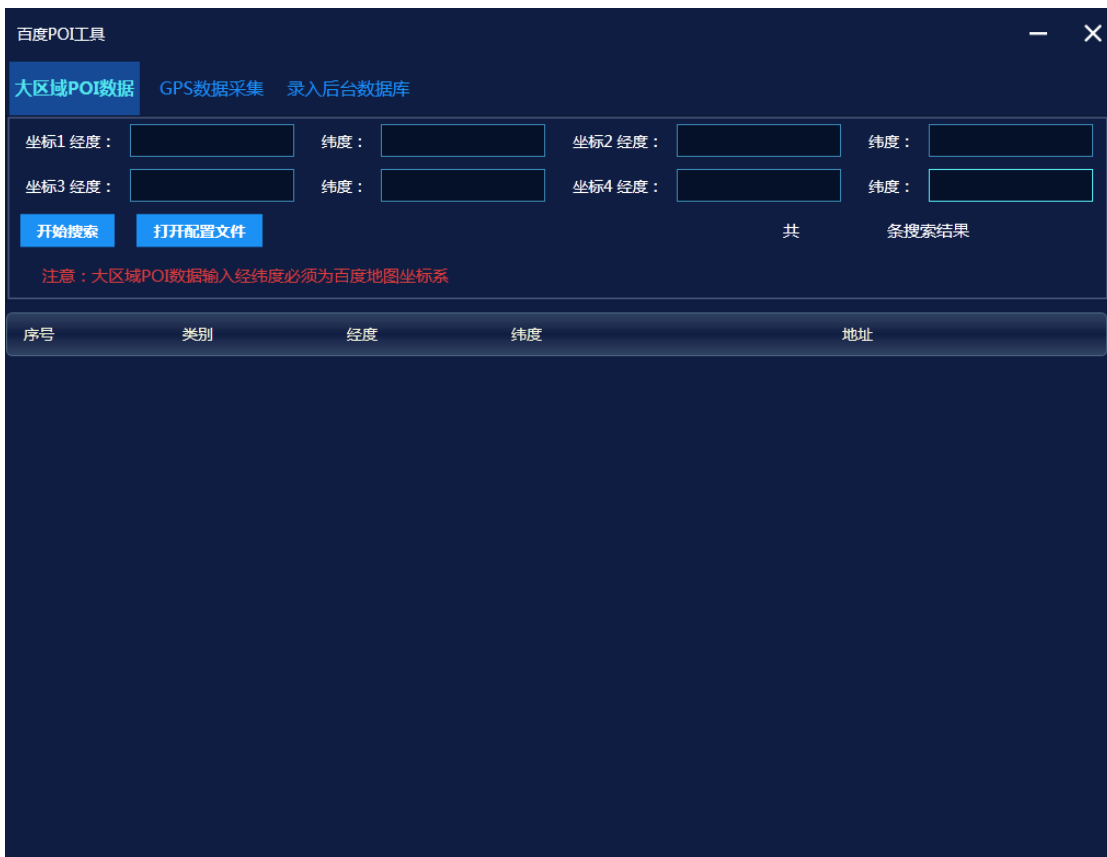 百度POI工具
大区域POI数据 GPS数据采集 录入后台数据库
坐标1 经度： 纬度： 坐标2 经度： 纬度：
坐标3 经度： 纬度： 坐标4 经度： 纬度：
开始搜索 打开配置文件 共 条搜索结果
注意：大区域POI数据输入经纬度必须为百度地图坐标系
序号 类别 经度 纬度 地址